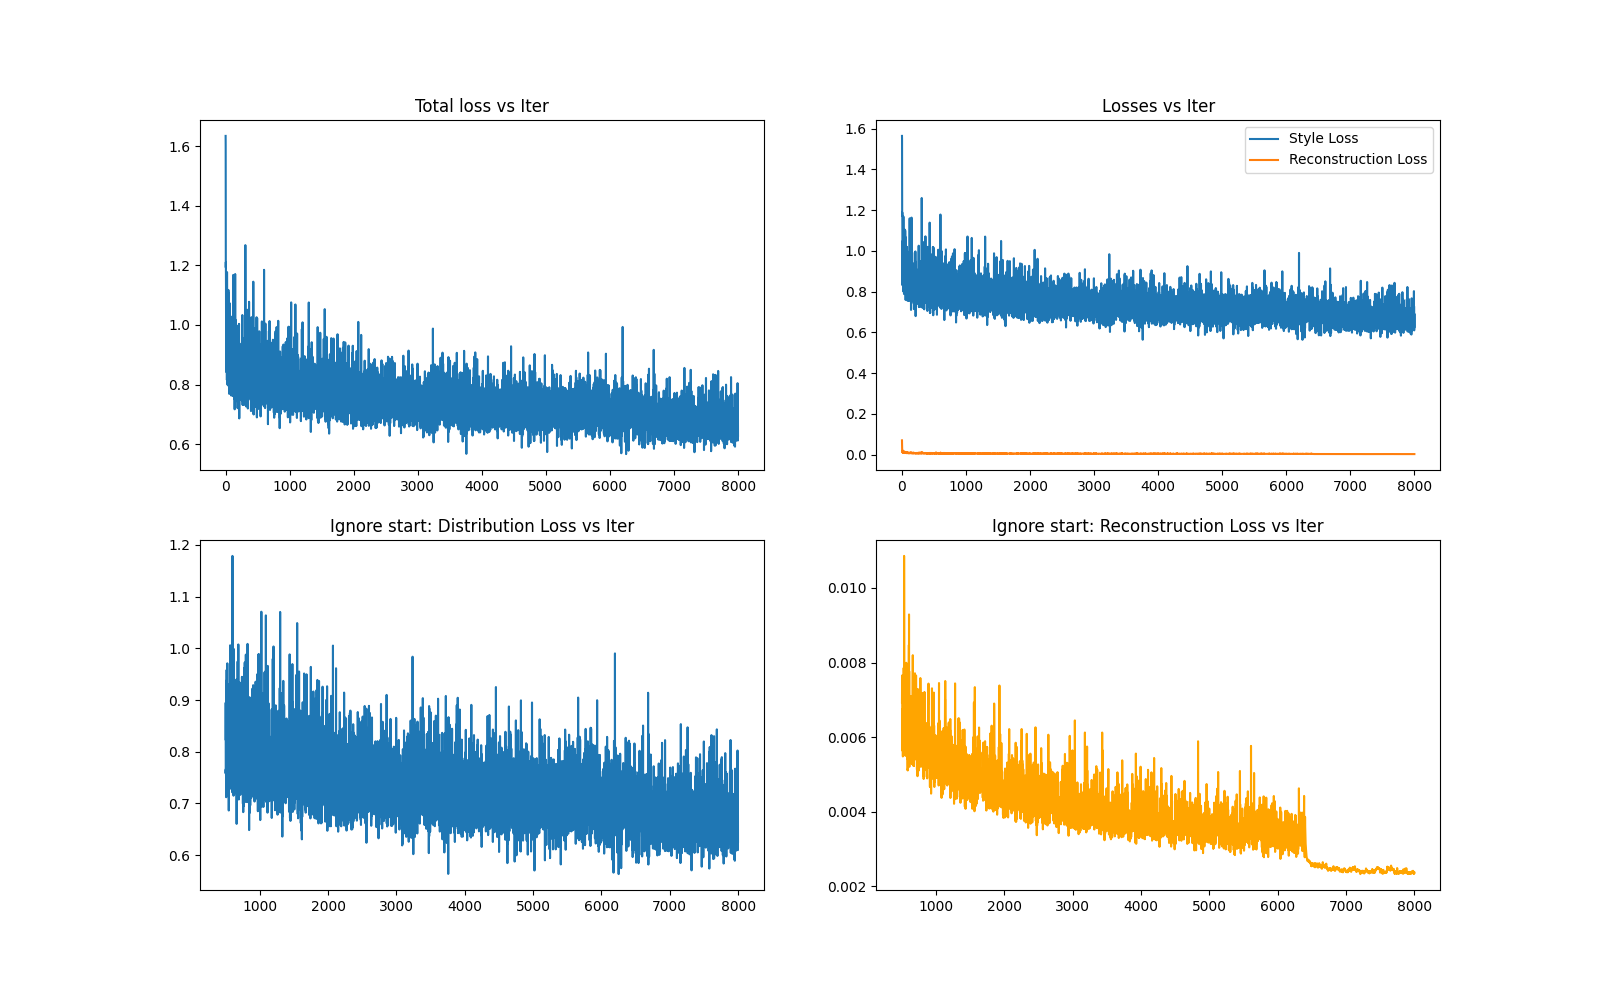 Total loss vs Iter
1.6
1.4
1.2
1.0
0.8
0.6
0 1000 2000 3000 4000 5000 6000 7000 8000
Losses vs Iter
Style Loss
Reconstruction Loss
1.6
1.4
1.2
1.0
0.8
0.6
0.4
0.2
0.0
0 1000 2000 3000 4000 5000 6000 7000 8000
Ignore start: Distribution Loss vs Iter
1.2
1.1
1.0
0.9
0.8
0.7
0.6
1000 2000 3000 4000 5000 6000 7000 8000
Ignore start: Reconstruction Loss vs Iter
0.010
0.008
0.006
0.004
0.002
1000 2000 3000 4000 5000 6000 7000 8000